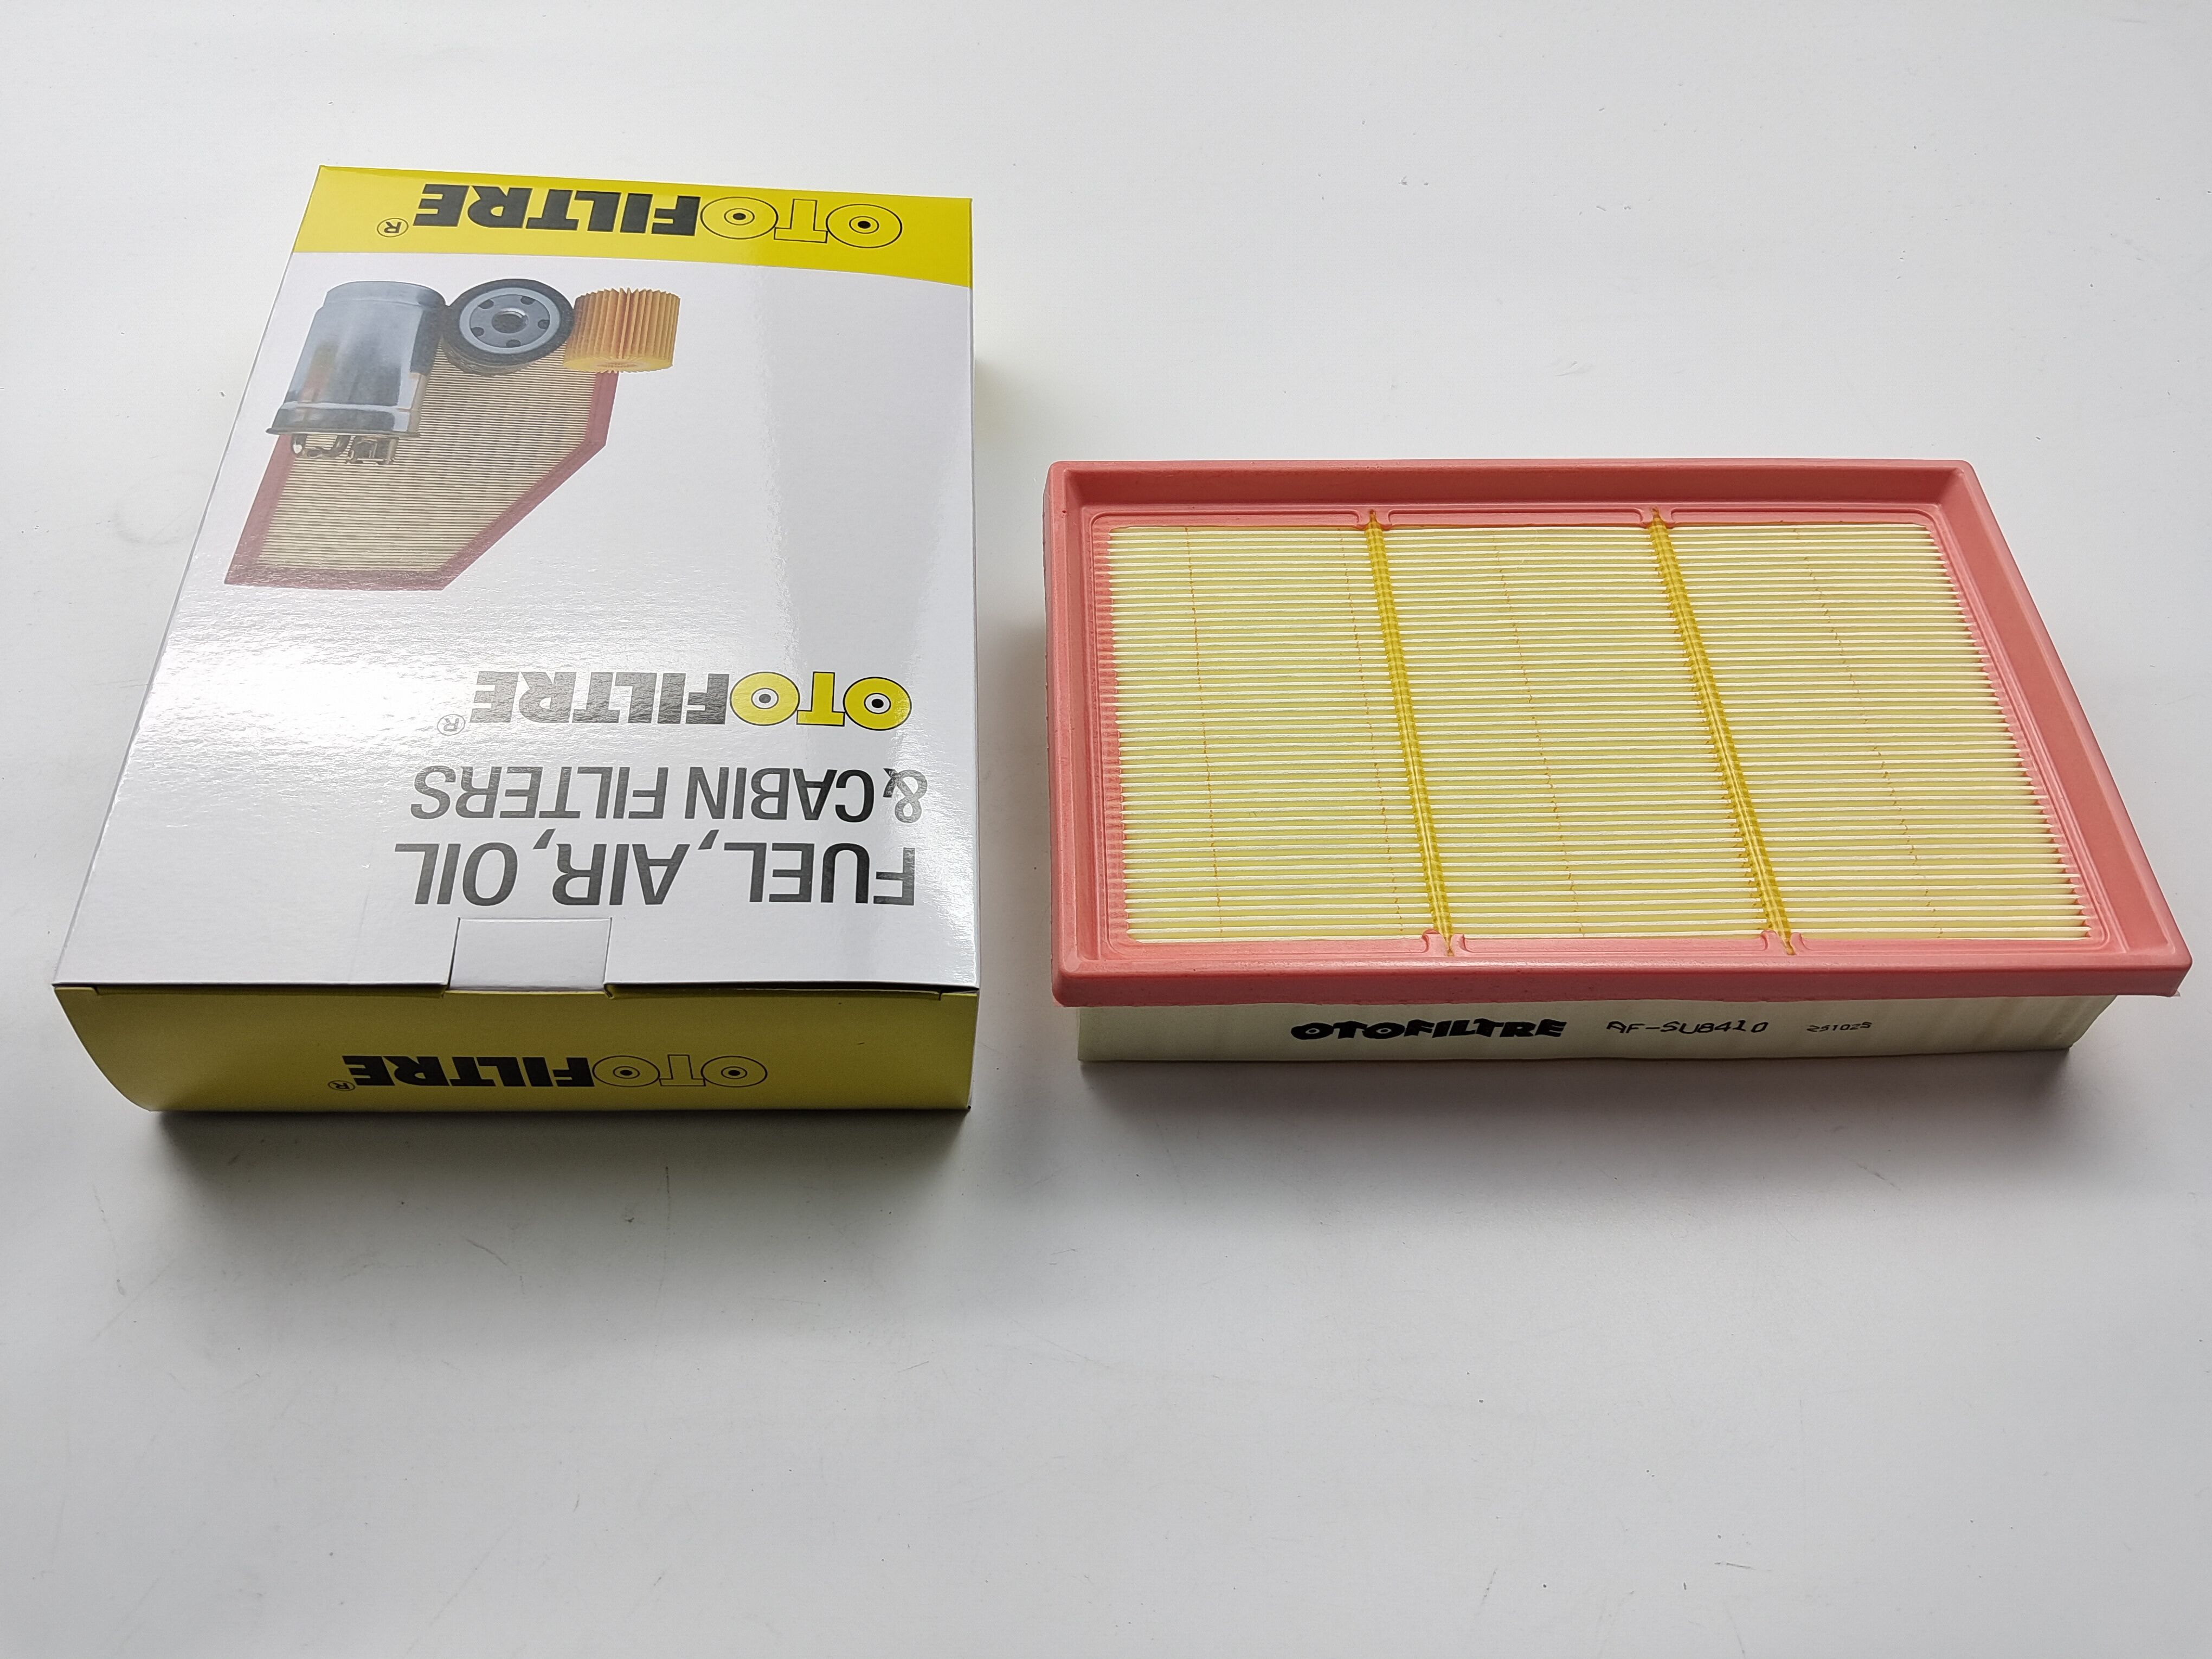 OTOFILTRE®
FUEL, AIR, OIL
& CABIN FILTERS
OTOFILTRE®
OTOFILTRE®
OTOFILTRE AF-SU8410 251025